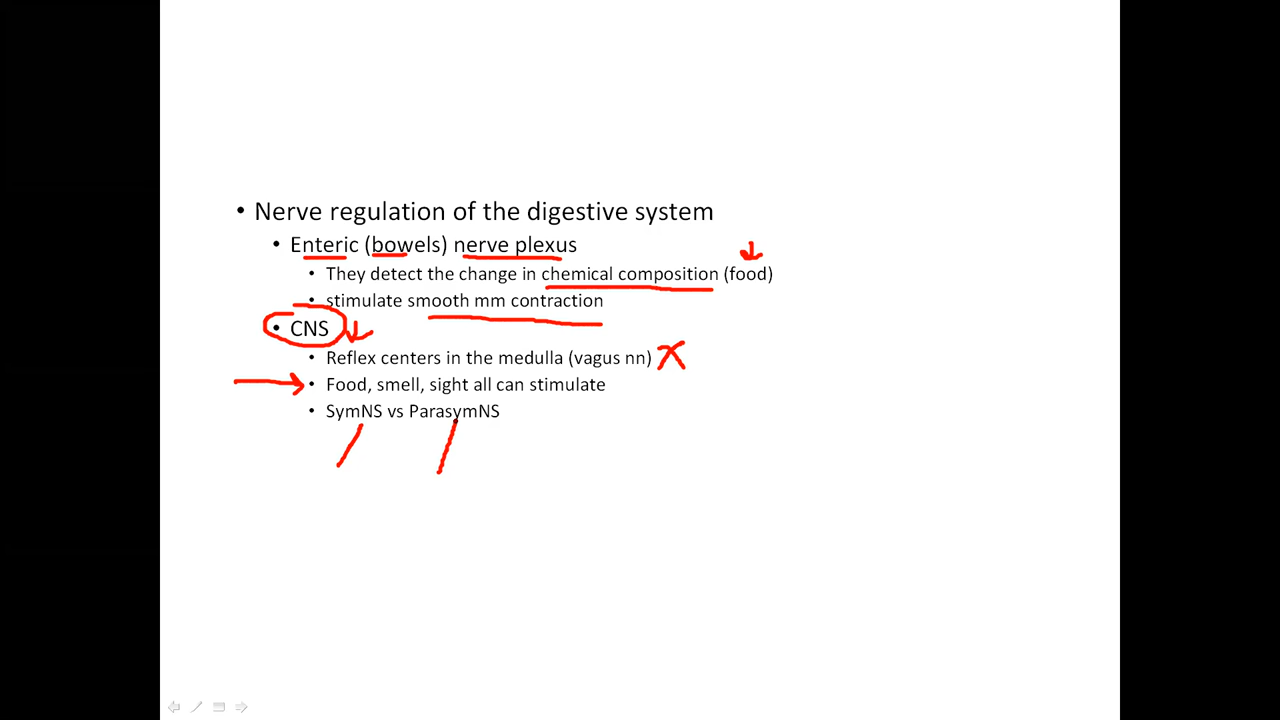 • Nerve regulation of the digestive system
• Enteric (bowels) nerve plexus
• They detect the change in chemical composition (food)
• stimulate smooth mm contraction
• CNS
• Reflex centers in the medulla (vagus nn) X
• Food, smell, sight all can stimulate
• SymNS vs ParasymNS